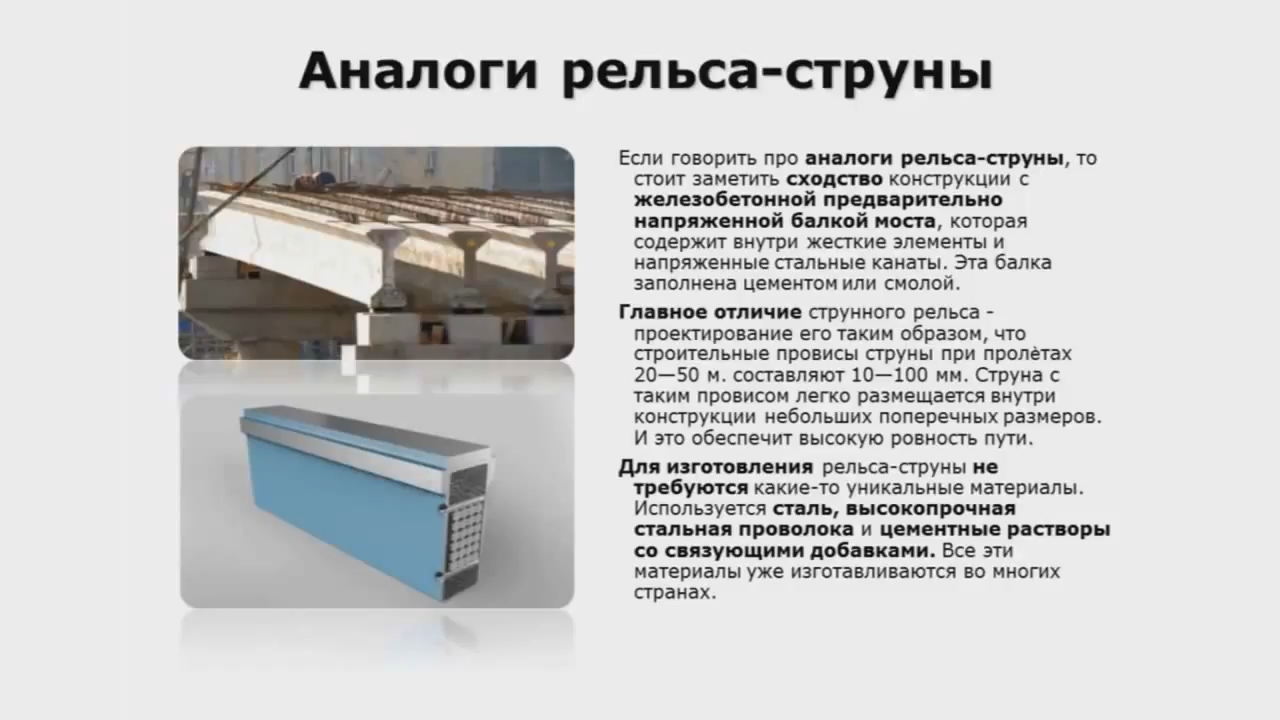 Аналоги рельса-струны
Если говорить про аналоги рельса-струны, то
стоит заметить сходство конструкции с
железобетонной предварительно
напряженной балкой моста, которая
содержит внутри жесткие элементы и
напряженные стальные канаты. Эта балка
заполнена цементом или смолой.
Главное отличие струнного рельса -
проектирование его таким образом, что
строительные провисы струны при пролѐтах
20—50 м. составляют 10—100 мм. Струна с
таким провисом легко размещается внутри
конструкции небольших поперечных размеров.
И это обеспечит высокую ровность пути.
Для изготовления рельса-струны не
требуются какие-то уникальные материалы.
Используется сталь, высокопрочная
стальная проволока и цементные растворы
со связующими добавками. Все эти
материалы уже изготавливаются во многих
странах.